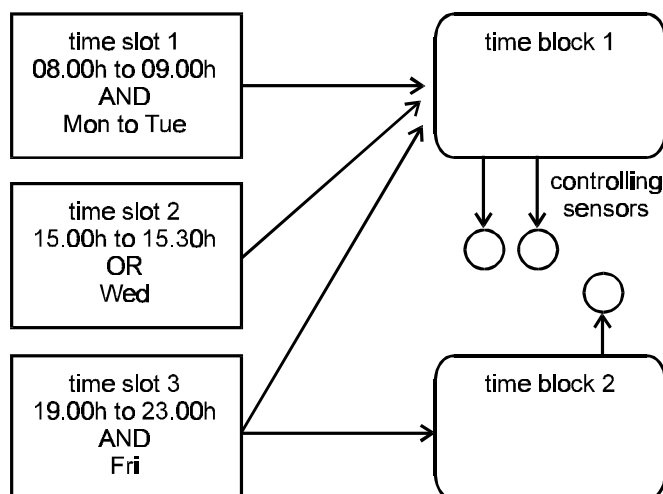 time slot 1
08.00h to 09.00h
AND
Mon to Tue
time block 1
controlling
sensors
time slot 2
15.00h to 15.30h
OR
Wed
time slot 3
19.00h to 23.00h
AND
Fri
time block 2